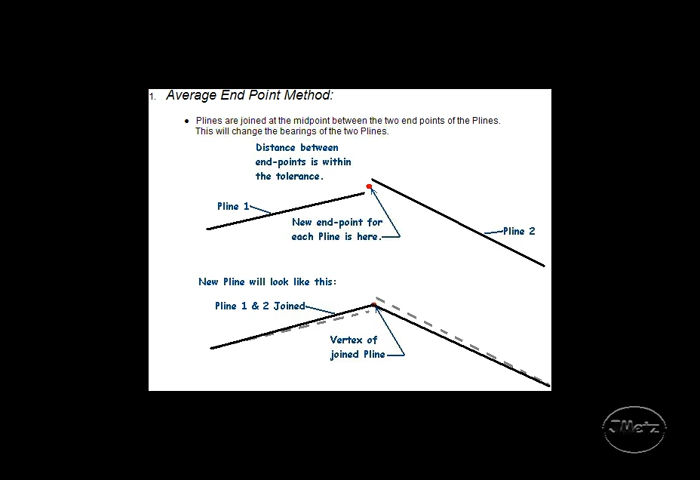 1. Average End Point Method:
• Plines are joined at the midpoint between the two end points of the Plines.
This will change the bearings of the two Plines.
Distance between
end-points is within
the tolerance.
Pline 1
New end-point for
each Pline is here.
Pline 2
New Pline will look like this:
Pline 1 & 2 Joined
Vertex of
joined Pline
JMetz